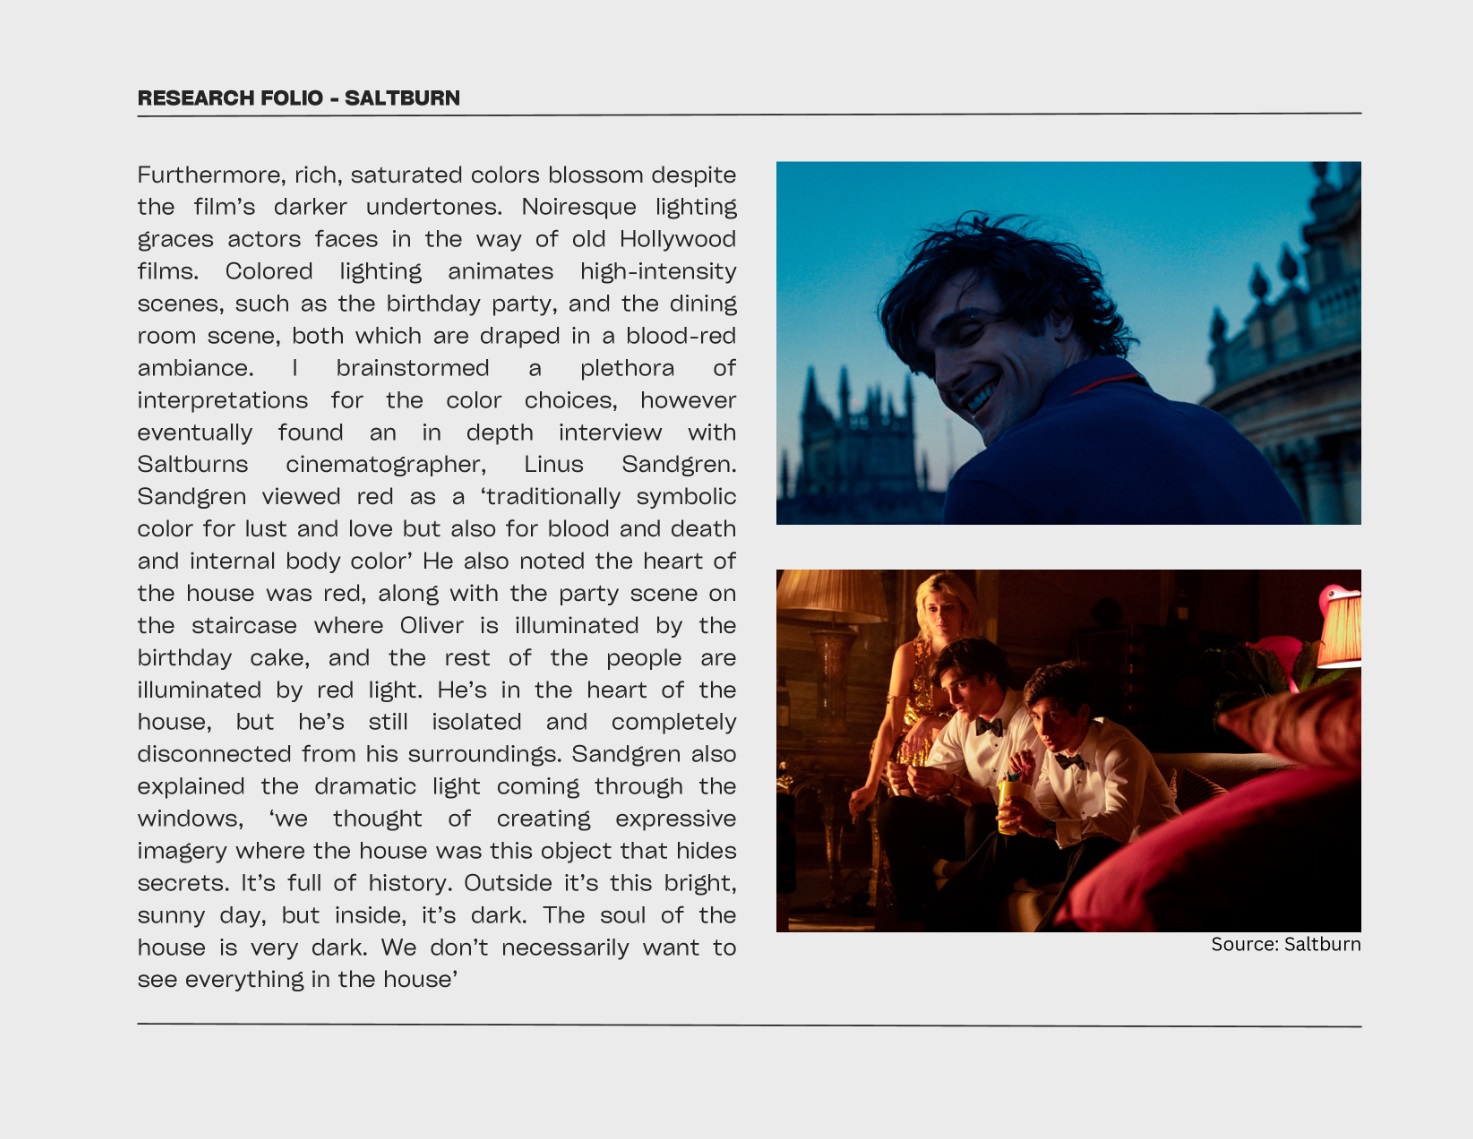 RESEARCH FOLIO - SALTBURN
Furthermore, rich, saturated colors blossom despite
the film’s darker undertones. Noiresque lighting
graces actors faces in the way of old Hollywood
films. Colored lighting animates high-intensity
scenes, such as the birthday party, and the dining
room scene, both which are draped in a blood-red
ambiance. I brainstormed a plethora of
interpretations for the color choices, however
eventually found an in depth interview with
Saltburns cinematographer, Linus Sandgren.
Sandgren viewed red as a ‘traditionally symbolic
color for lust and love but also for blood and death
and internal body color’ He also noted the heart of
the house was red, along with the party scene on
the staircase where Oliver is illuminated by the
birthday cake, and the rest of the people are
illuminated by red light. He’s in the heart of the
house, but he’s still isolated and completely
disconnected from his surroundings. Sandgren also
explained the dramatic light coming through the
windows, ‘we thought of creating expressive
imagery where the house was this object that hides
secrets. It’s full of history. Outside it’s this bright,
sunny day, but inside, it’s dark. The soul of the
house is very dark. We don’t necessarily want to
see everything in the house’
Source: Saltburn